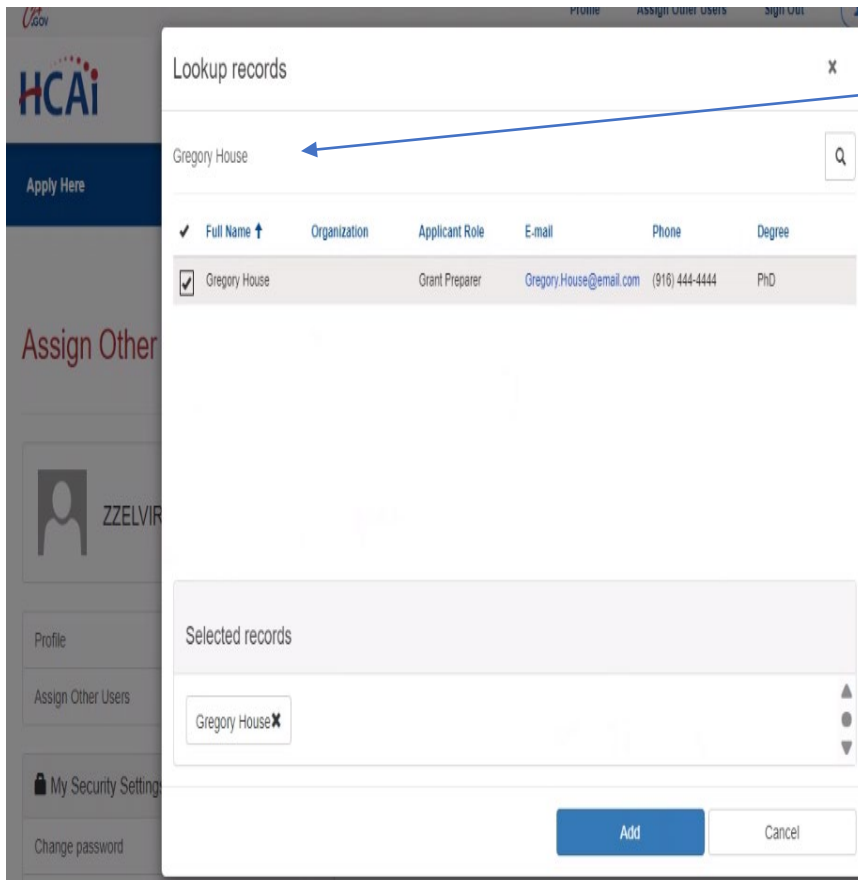 CA.GOV
Profile Assign Other Users Sign Out
HCAi
Apply Here
Assign Other
ZZELVIR
Profile
Assign Other Users
My Security Settings
Change password
Lookup records
x
Gregory House
Full Name Organization Applicant Role E-mail Phone Degree
Gregory House Grant Preparer Gregory.House@email.com (916) 444-4444 PhD
Selected records
Gregory House✖
Add Cancel